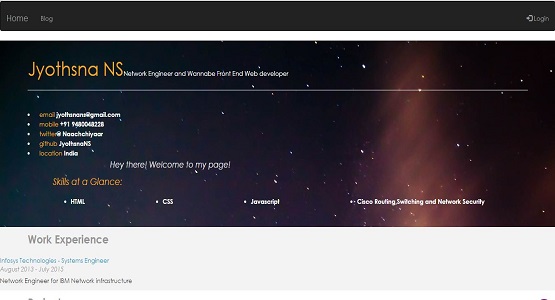 Home Blog Login
Jyothsna NS Network Engineer and Wannabe Front End Web developer
email jyothsnans@gmail.com
mobile +91 9480048228
twitter @ Naachchiyaar
github JyothsnaNS
location India
Hey there! Welcome to my page!
Skills at a Glance:
HTML CSS Javascript Cisco Routing,Switching and Network Security
Work Experience
Infosys Technologies - Systems Engineer
August 2013 - July 2015
Network Engineer for IBM Network infrastructure